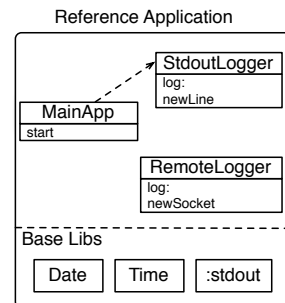 Reference Application
StdoutLogger
log:
newLine
MainApp
start
RemoteLogger
log:
newSocket
Base Libs
Date
Time
:stdout